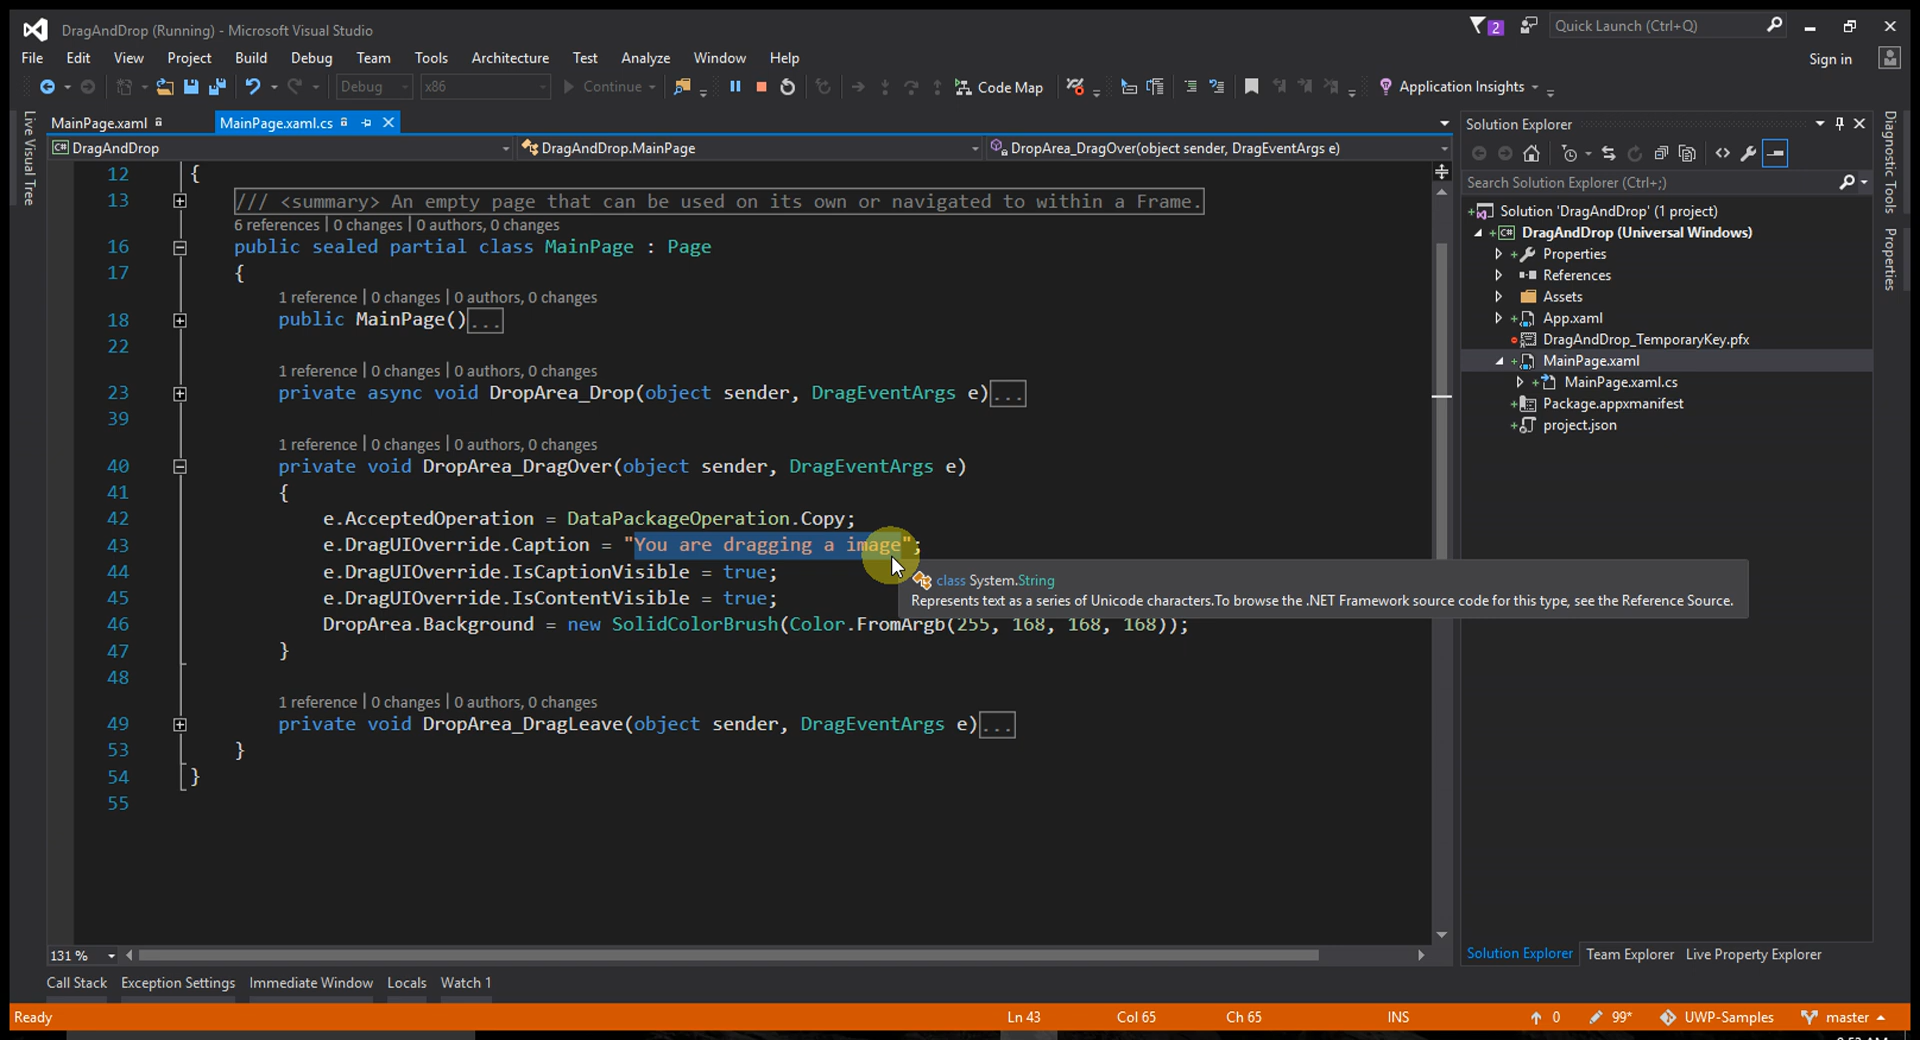 DragAndDrop (Running) - Microsoft Visual Studio
2
Quick Launch (Ctrl+Q)
File Edit View Project Build Debug Team Tools Architecture Test Analyze Window Help
Sign in
Debug x86 Continue Code Map Application Insights
Live Visual Tree
MainPage.xaml MainPage.xaml.cs
DragAndDrop DragAndDrop.MainPage DropArea_DragOver(object sender, DragEventArgs e)
12 {
13 /// <summary> An empty page that can be used on its own or navigated to within a Frame.
6 references | 0 changes | 0 authors, 0 changes
16 public sealed partial class MainPage : Page
17 {
1 reference | 0 changes | 0 authors, 0 changes
18 public MainPage()...
22
1 reference | 0 changes | 0 authors, 0 changes
23 private async void DropArea_Drop(object sender, DragEventArgs e)...
39
1 reference | 0 changes | 0 authors, 0 changes
40 private void DropArea_DragOver(object sender, DragEventArgs e)
41 {
42 e.AcceptedOperation = DataPackageOperation.Copy;
43 e.DragUIOverride.Caption = "You are dragging a image";
44 e.DragUIOverride.IsCaptionVisible = true;
45 e.DragUIOverride.IsContentVisible = true;
46 DropArea.Background = new SolidColorBrush(Color.FromArgb(255, 168, 168, 168));
47 }
48
1 reference | 0 changes | 0 authors, 0 changes
49 private void DropArea_DragLeave(object sender, DragEventArgs e)...
53 }
54 }
55
class System.String
Represents text as a series of Unicode characters.To browse the .NET Framework source code for this type, see the Reference Source.
131 %
Solution Explorer
Search Solution Explorer (Ctrl+;)
Solution 'DragAndDrop' (1 project)
DragAndDrop (Universal Windows)
Properties
References
Assets
App.xaml
DragAndDrop_TemporaryKey.pfx
MainPage.xaml
MainPage.xaml.cs
Package.appxmanifest
project.json
Solution Explorer Team Explorer Live Property Explorer
Diagnostic Tools
Properties
Call Stack Exception Settings Immediate Window Locals Watch 1
Ready Ln 43 Col 65 Ch 65 INS 0 99* UWP-Samples master